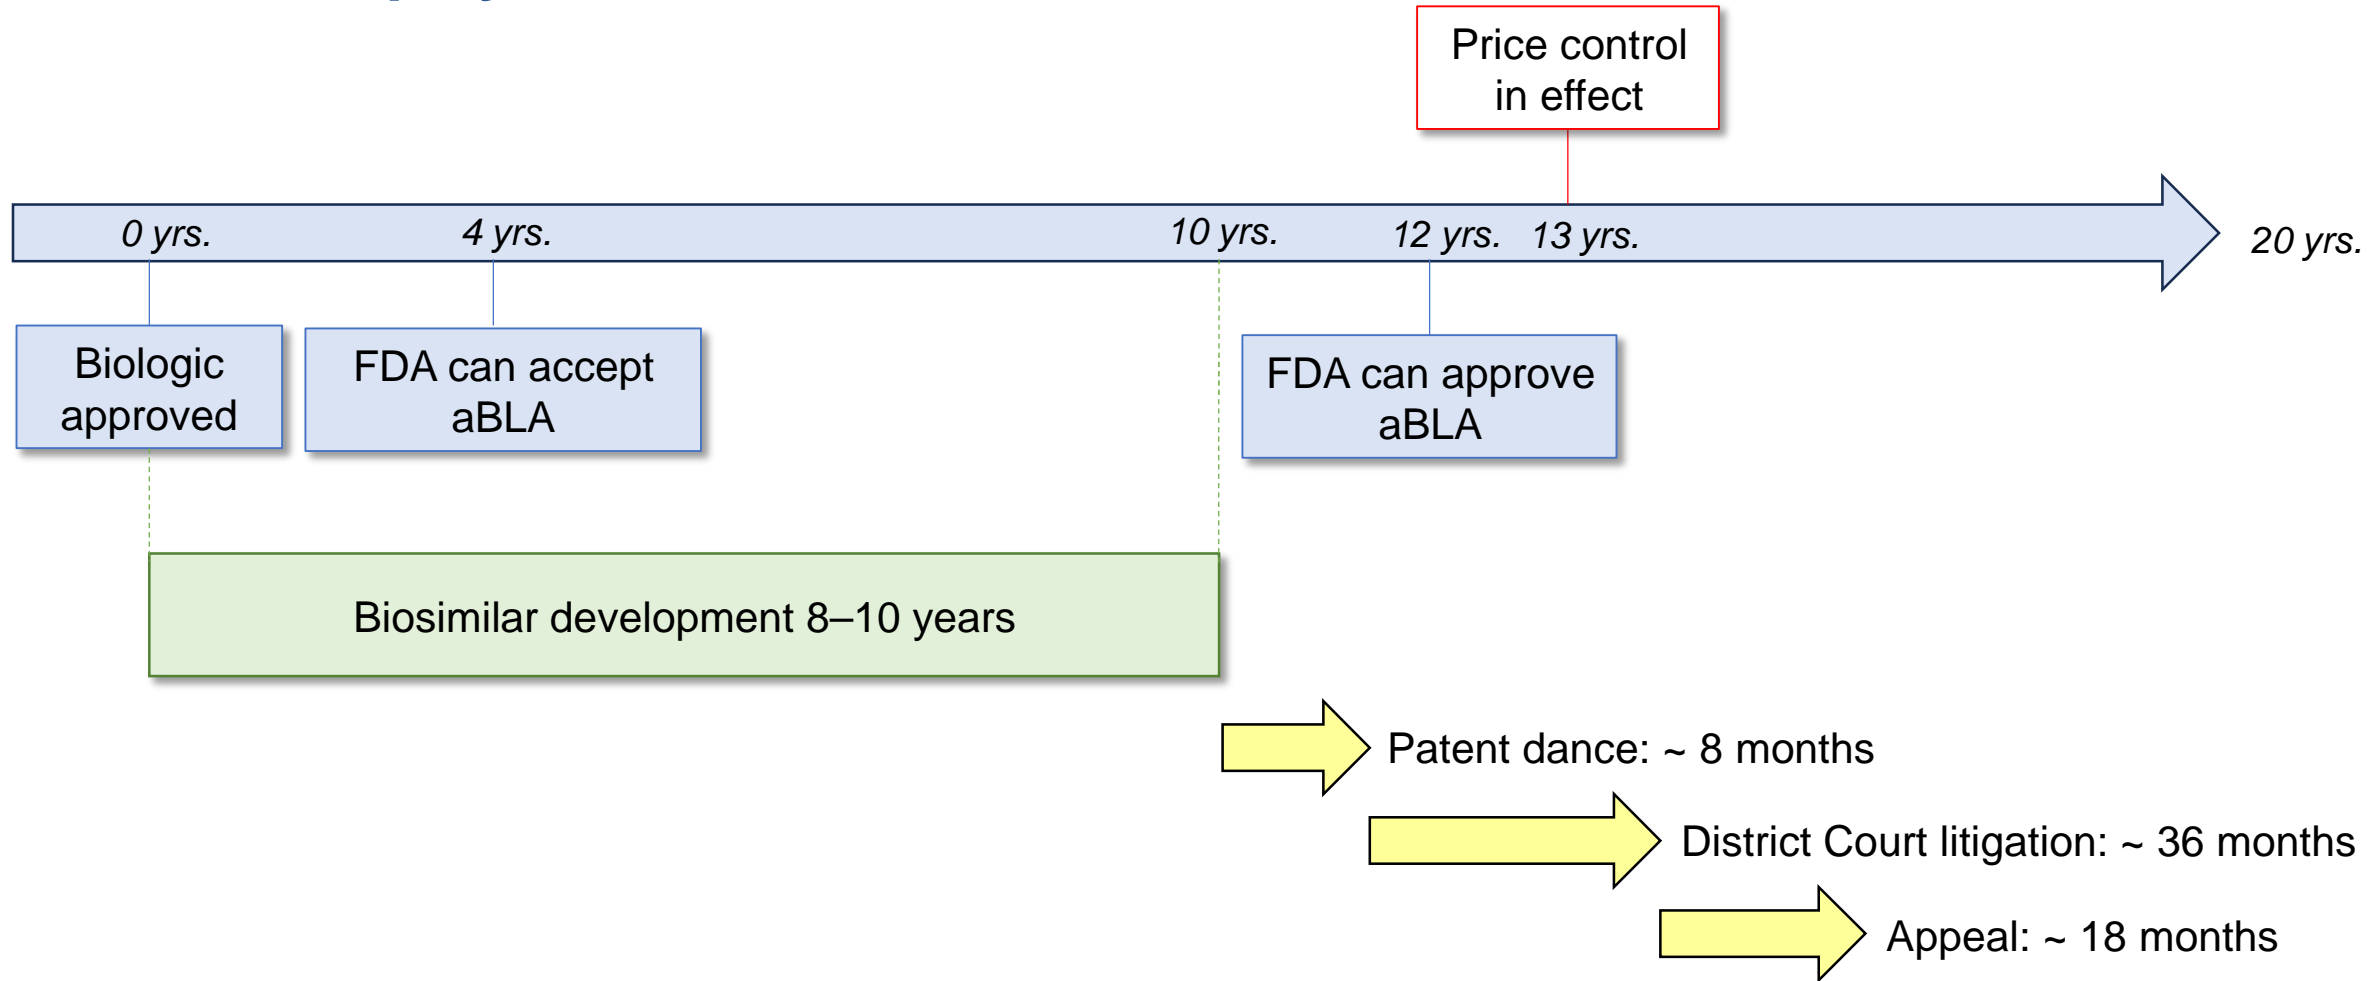 Price control
in effect
0 yrs.
4 yrs.
10 yrs.
12 yrs.
13 yrs.
20 yrs.
Biologic
approved
FDA can accept
aBLA
FDA can approve
aBLA
Biosimilar development 8–10 years
Patent dance: ~ 8 months
District Court litigation: ~ 36 months
Appeal: ~ 18 months